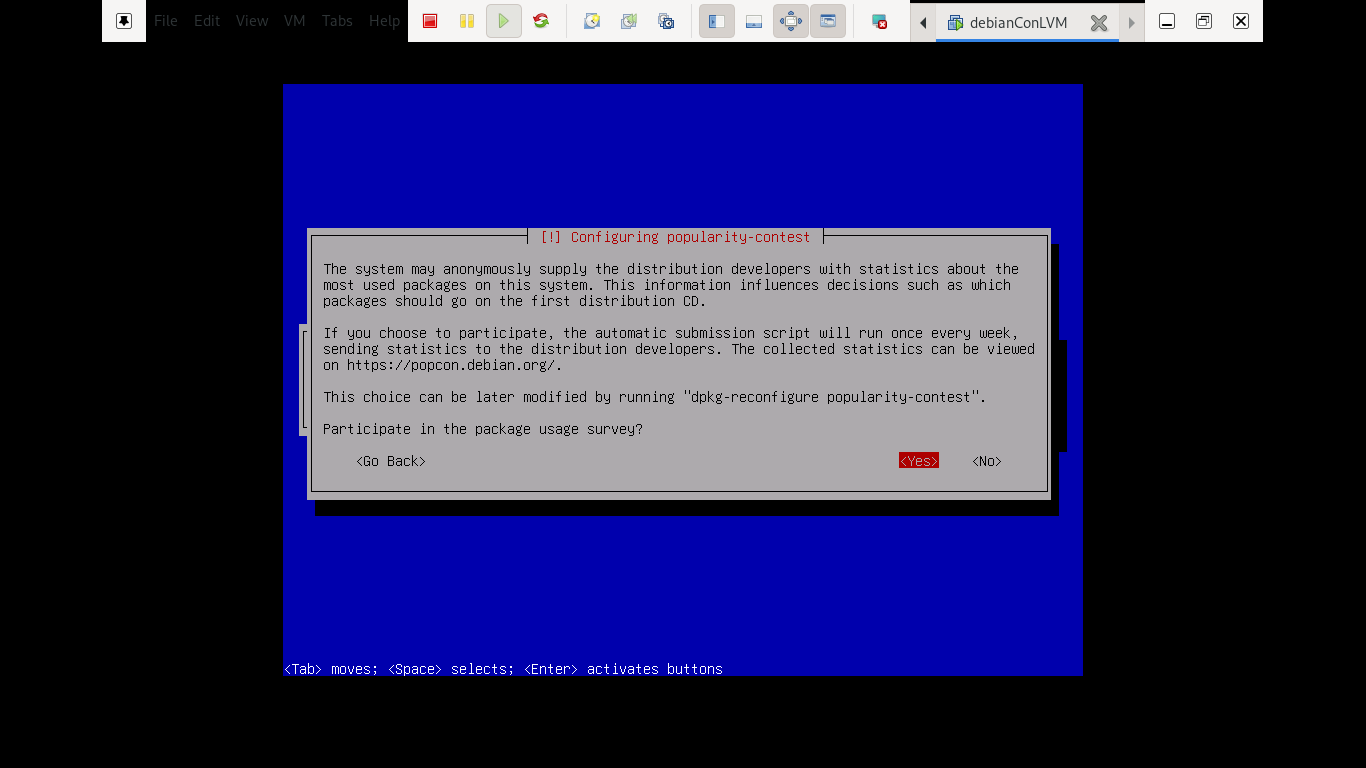 File Edit View VM Tabs Help debianConLVM
[!] Configuring popularity-contest
The system may anonymously supply the distribution developers with statistics about the
most used packages on this system. This information influences decisions such as which
packages should go on the first distribution CD.
If you choose to participate, the automatic submission script will run once every week,
sending statistics to the distribution developers. The collected statistics can be viewed
on https://popcon.debian.org/.
This choice can be later modified by running "dpkg-reconfigure popularity-contest".
Participate in the package usage survey?
<Go Back> <Yes> <No>
<Tab> moves; <Space> selects; <Enter> activates buttons